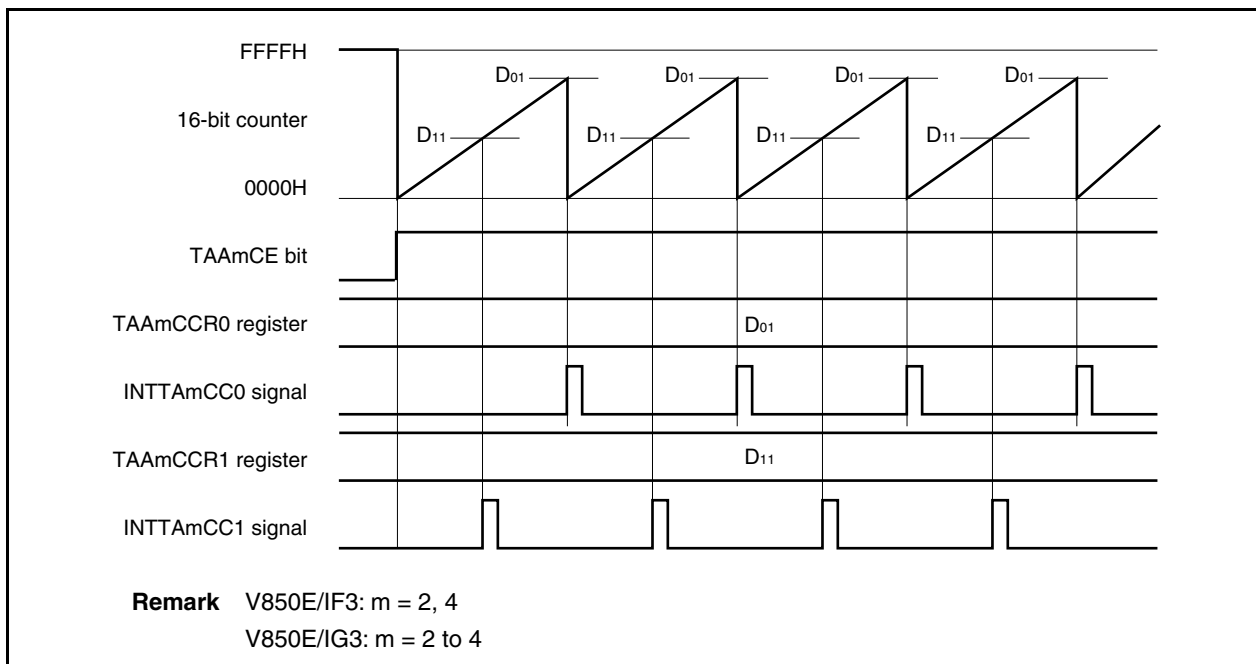 FFFFH
D01 D01 D01 D01
16-bit counter
D11 D11 D11 D11
0000H
TAAmCE bit
TAAmCCR0 register
D01
INTTAmCC0 signal
TAAmCCR1 register
D11
INTTAmCC1 signal
Remark V850E/IF3: m = 2, 4
V850E/IG3: m = 2 to 4